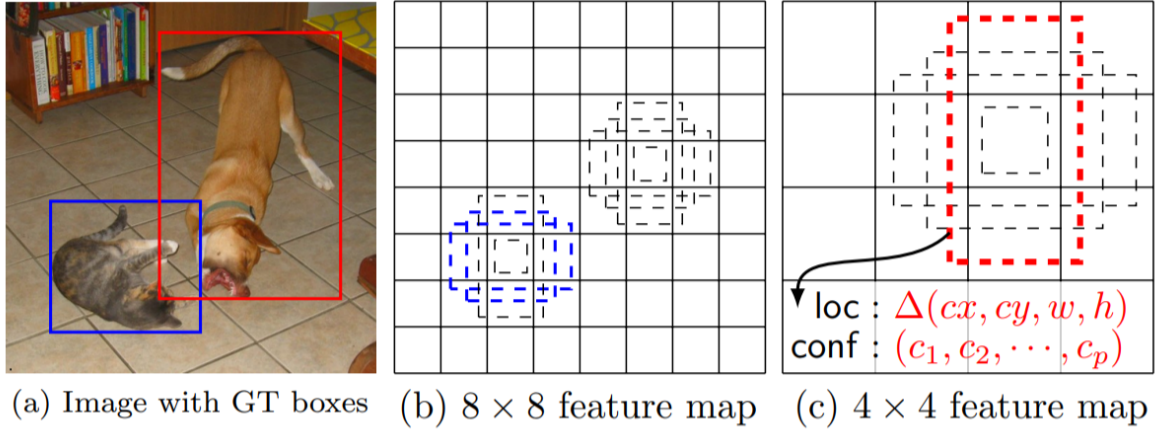 loc : Δ(cx, cy, w, h)
conf : (c₁, c₂, ⋯, cₚ)
(a) Image with GT boxes
(b) 8 × 8 feature map
(c) 4 × 4 feature map